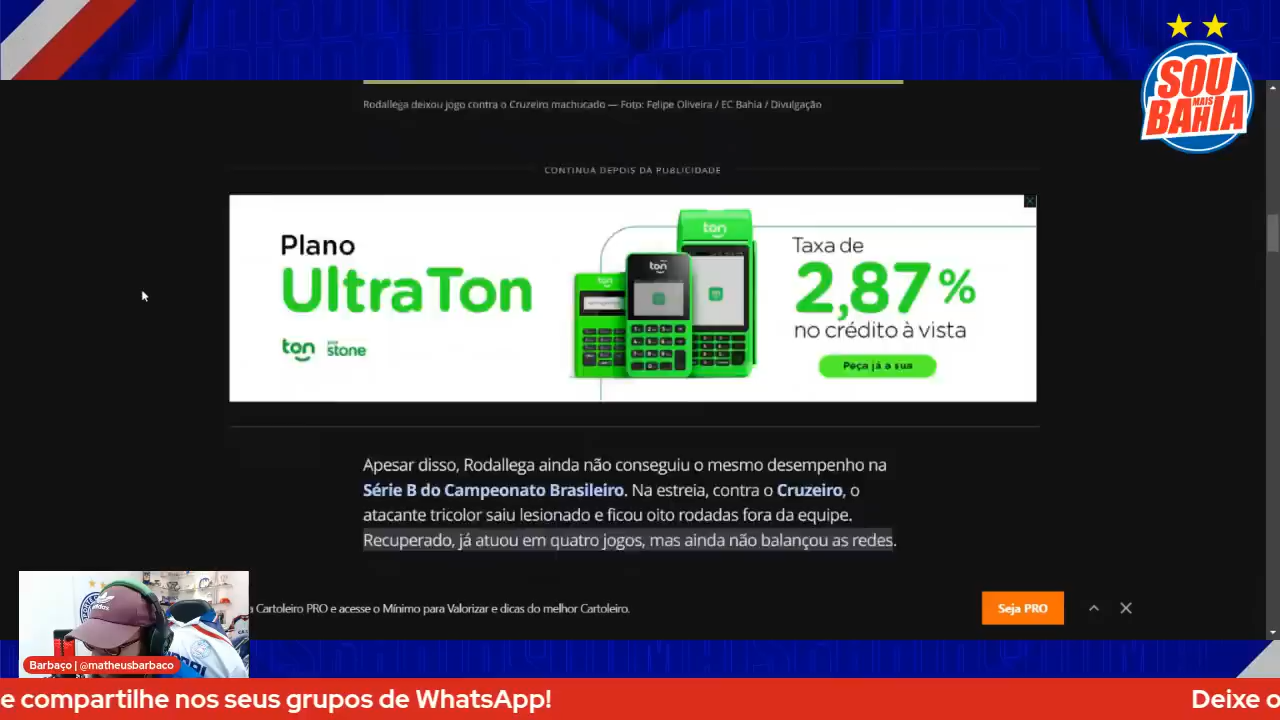 SOU
MAIS
BAHIA
Rodallega deixou jogo contra o Cruzeiro machucado — Foto: Felipe Oliveira / EC Bahia / Divulgação
CONTINUA DEPOIS DA PUBLICIDADE
Plano
UltraTon
ton
stone
ton
ton
ton
Taxa de
2,87%
no crédito à vista
Peça já a sua
Apesar disso, Rodallega ainda não conseguiu o mesmo desempenho na
Série B do Campeonato Brasileiro. Na estreia, contra o Cruzeiro, o
atacante tricolor saiu lesionado e ficou oito rodadas fora da equipe.
Recuperado, já atuou em quatro jogos, mas ainda não balançou as redes.
Cartoleiro PRO e acesse o Mínimo para Valorizar e dicas do melhor Cartoleiro.
Seja PRO
adidas
Barbaço | @matheusbarbaco
e compartilhe nos seus grupos de WhatsApp!
Deixe o